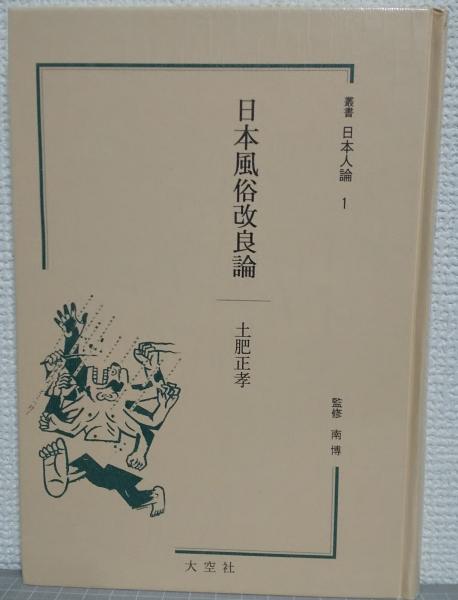 叢書 日本人論 1
日本風俗改良論
土肥正孝
監修 南博
大空社